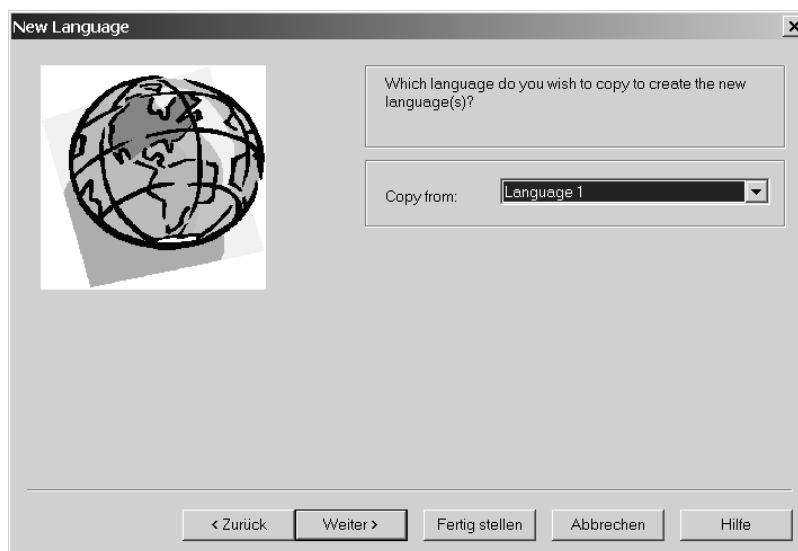 New Language
Which language do you wish to copy to create the new
language(s)?
Copy from:
Language 1
< Zurück
Weiter >
Fertig stellen
Abbrechen
Hilfe